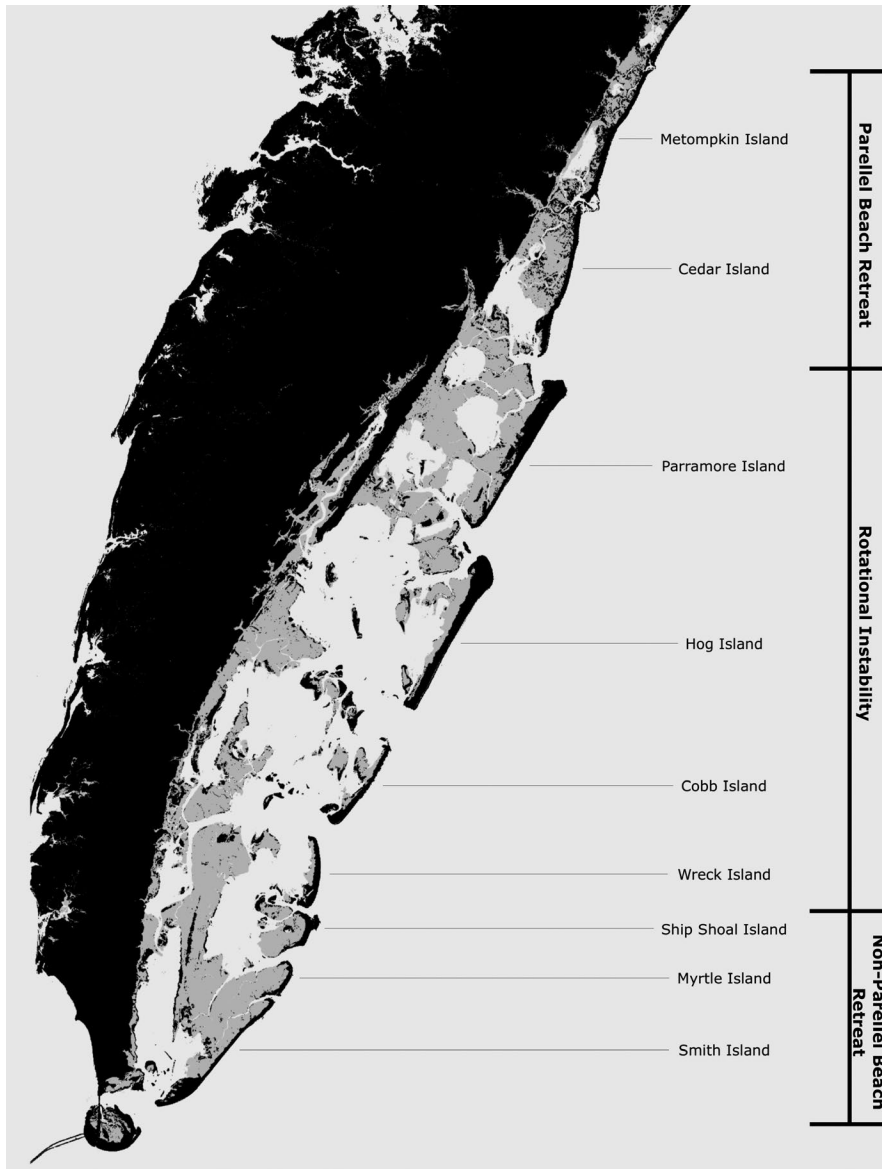 Metompkin Island
Cedar Island
Parramore Island
Hog Island
Cobb Island
Wreck Island
Ship Shoal Island
Myrtle Island
Smith Island
Parellel Beach Retreat
Rotational Instability
Non-Parellel Beach
Retreat